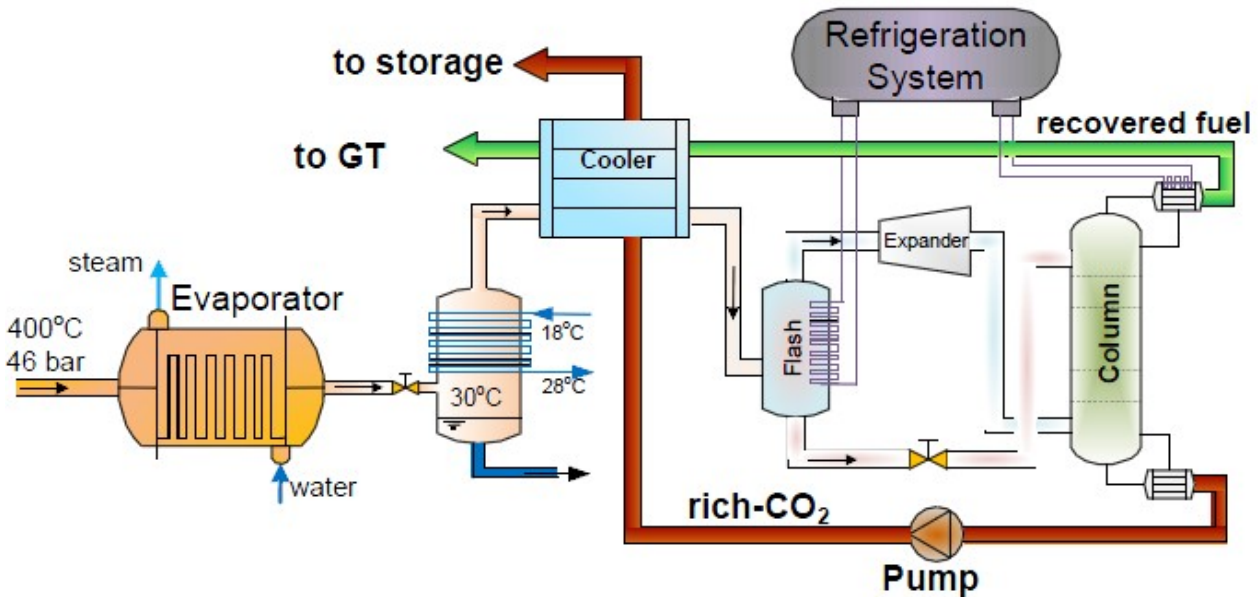 Refrigeration
System
to storage
recovered fuel
to GT
Cooler
steam
Evaporator
400°C
46 bar
18°C
28°C
30°C
water
Expander
Flash
Column
rich-CO₂
Pump